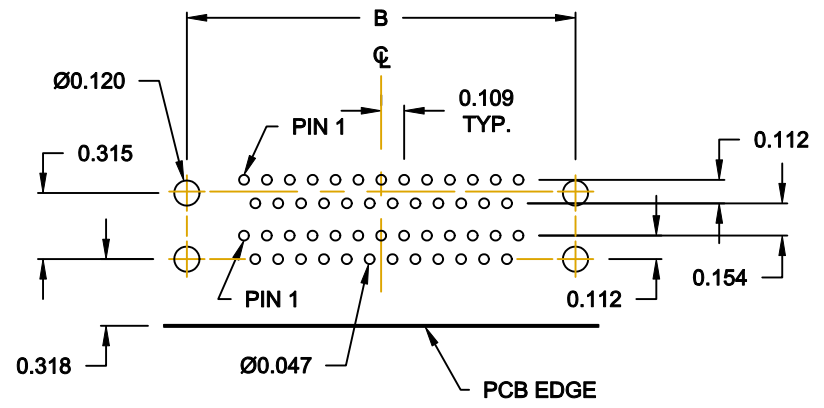 B
℄
Ø0.120
0.109
TYP.
PIN 1
0.112
0.315
0.154
PIN 1
0.112
0.318
Ø0.047
PCB EDGE